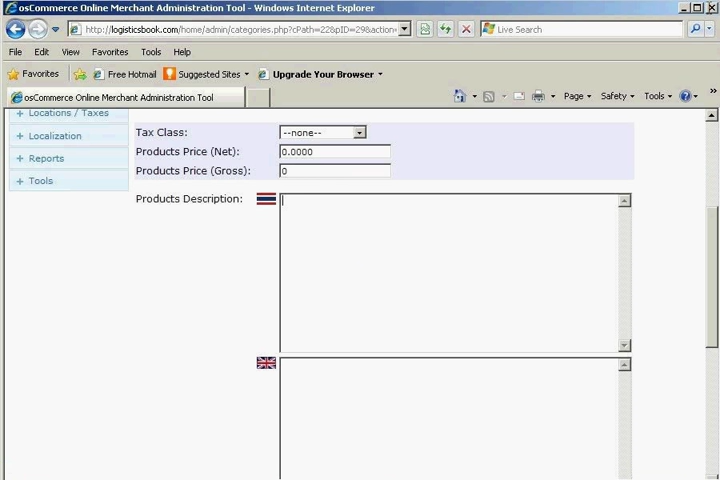 osCommerce Online Merchant Administration Tool - Windows Internet Explorer
http://logisticsbook.com/home/admin/categories.php?cPath=22&pID=29&action=
Live Search
File Edit View Favorites Tools Help
Favorites Free Hotmail Suggested Sites Upgrade Your Browser
osCommerce Online Merchant Administration Tool
Page Safety Tools
+ Locations / Taxes
+ Localization
+ Reports
+ Tools
Tax Class: --none--
Products Price (Net): 0.0000
Products Price (Gross): 0
Products Description: